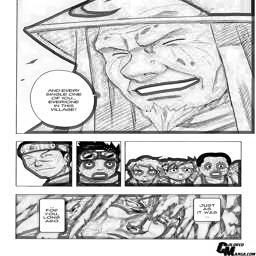 AND EVERY
SINGLE ONE
OF YOU...
EVERYONE
IN THIS
VILLAGE!
FOR
YOU,
LONG
AGO
JUST
AS
IT WAS
COLORED
MANGA.COM